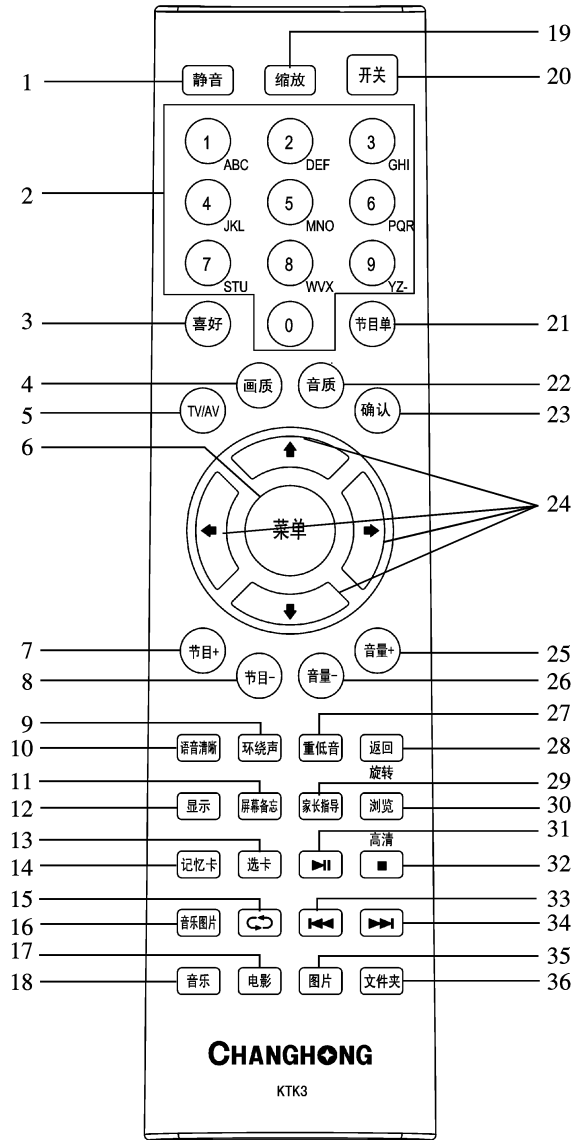 19
1 静音 缩放 开关 20
1 ABC 2 DEF 3 GHI
2
4 JKL 5 MNO 6 PQR
7 STU 8 WVX 9 YZ-
3 喜好 0 节目单 21
4 画质 音质 22
5 TV/AV 确认 23
6
菜单 24
7 节目+ 音量+ 25
8 节目- 音量- 26
9 27
10 语音清晰 环绕声 重低音 返回 28
11 旋转 29
12 显示 屏幕备忘 家长指导 浏览 30
13 高清 31
14 记忆卡 选卡 32
15 33
16 音乐图片 34
17 35
18 音乐 电影 图片 文件夹 36
CHANGHONG
KTK3